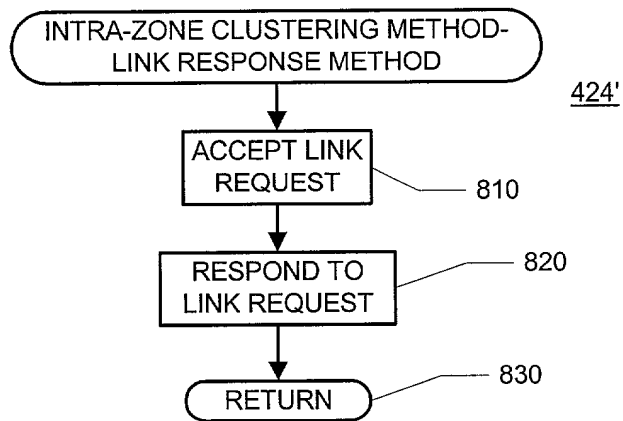 INTRA-ZONE CLUSTERING METHOD-
LINK RESPONSE METHOD
424'
ACCEPT LINK
REQUEST
810
RESPOND TO
LINK REQUEST
820
RETURN
830